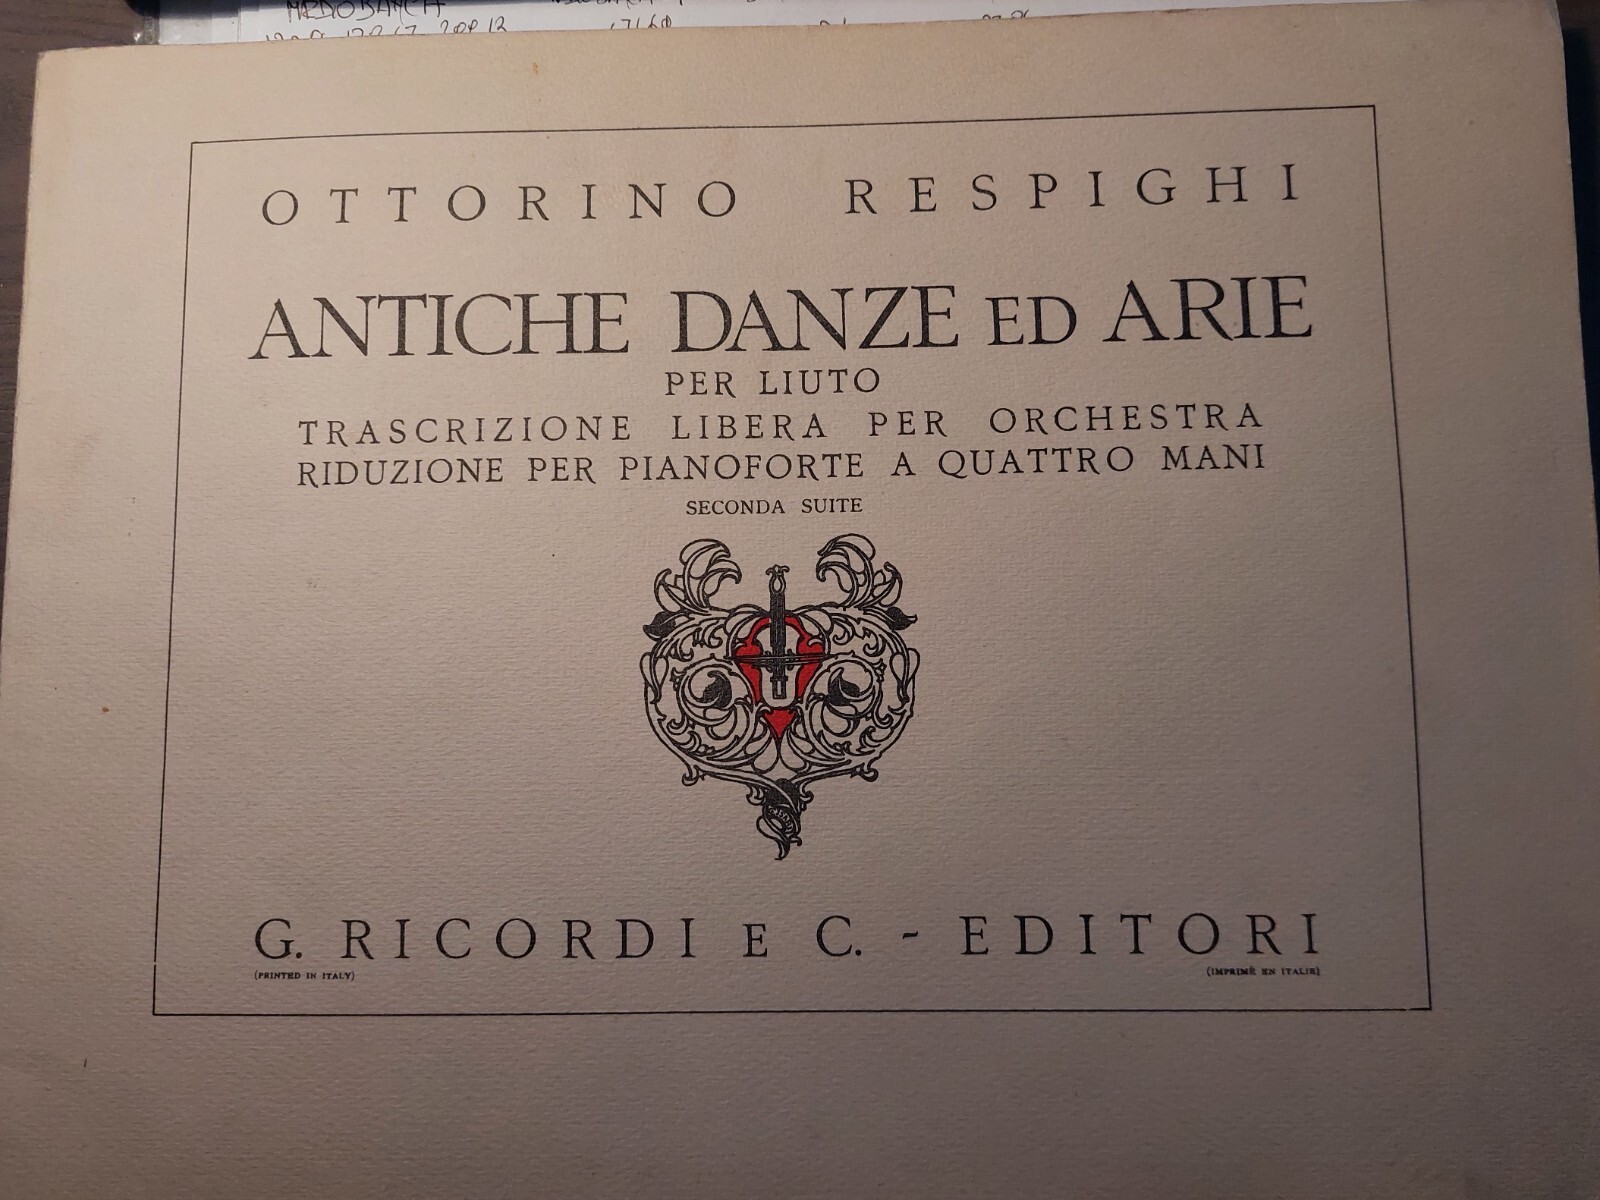 MEDIOBANCA
OTTORINO RESPIGHI
ANTICHE DANZE ED ARIE
PER LIUTO
TRASCRIZIONE LIBERA PER ORCHESTRA
RIDUZIONE PER PIANOFORTE A QUATTRO MANI
SECONDA SUITE
G. RICORDI E C. - EDITORI
(PRINTED IN ITALY) (IMPRIMÉ EN ITALIE)